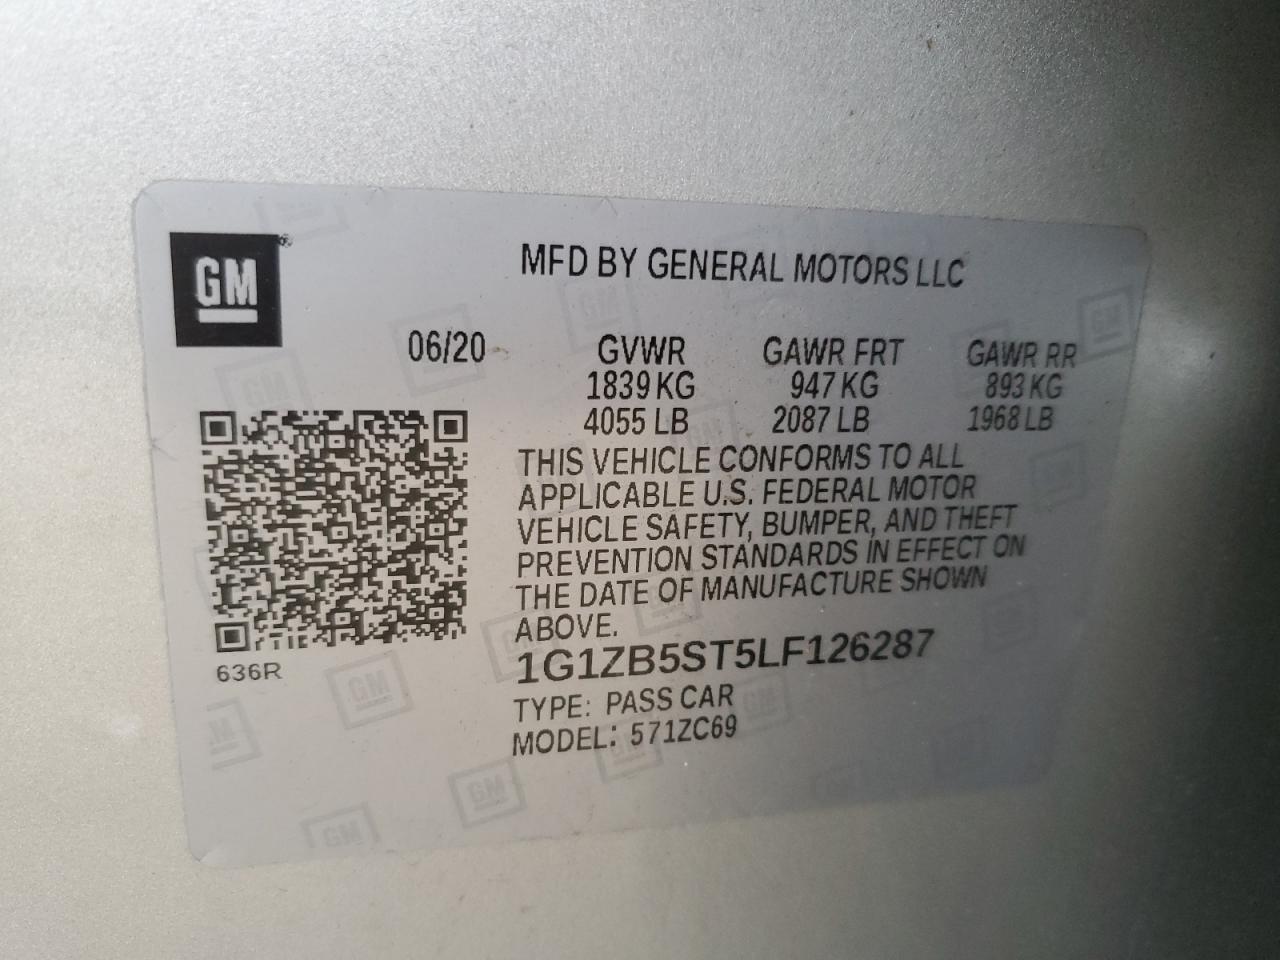 GM®
MFD BY GENERAL MOTORS LLC
06/20 GVWR GAWR FRT GAWR RR
1839 KG 947 KG 893 KG
4055 LB 2087 LB 1968 LB
THIS VEHICLE CONFORMS TO ALL
APPLICABLE U.S. FEDERAL MOTOR
VEHICLE SAFETY, BUMPER, AND THEFT
PREVENTION STANDARDS IN EFFECT ON
THE DATE OF MANUFACTURE SHOWN
ABOVE.
636R
1G1ZB5ST5LF126287
TYPE: PASS CAR
MODEL: 571ZC69